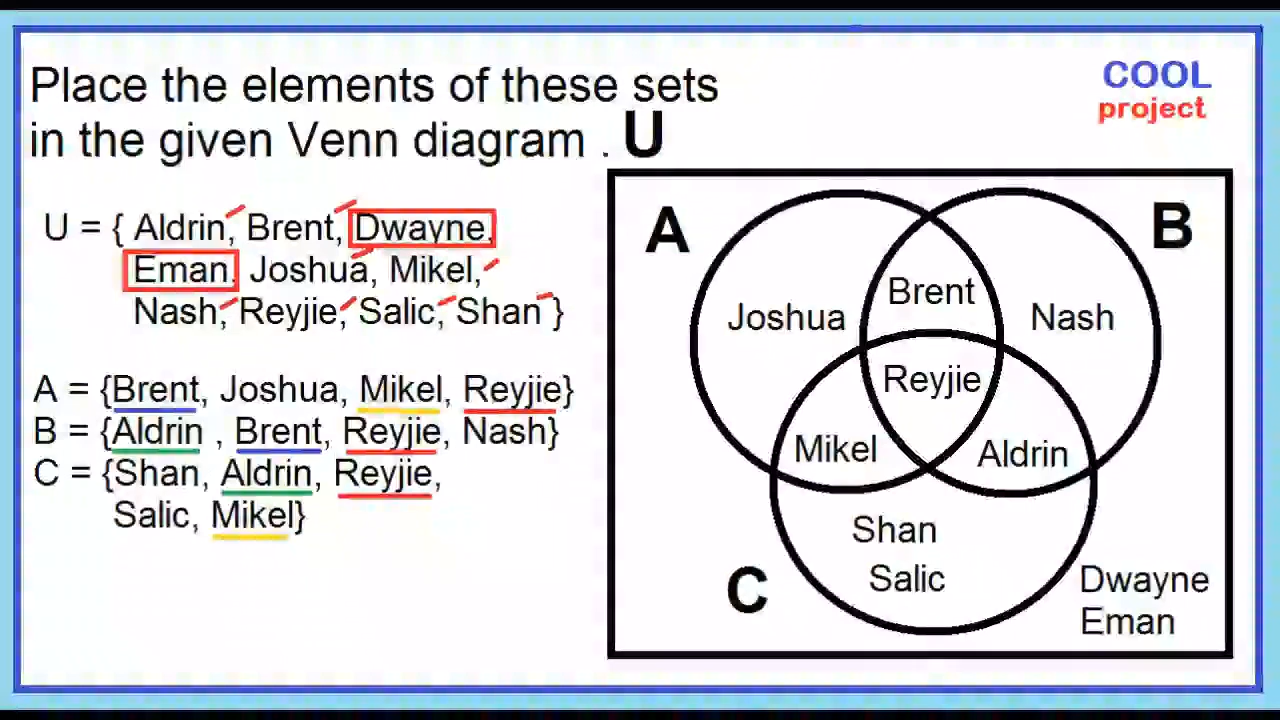 Place the elements of these sets
in the given Venn diagram .
COOL
project
U = { Aldrin, Brent, Dwayne,
Eman, Joshua, Mikel,
Nash, Reyjie, Salic, Shan }
A = {Brent, Joshua, Mikel, Reyjie}
B = {Aldrin , Brent, Reyjie, Nash}
C = {Shan, Aldrin, Reyjie,
Salic, Mikel}
U
A
B
Brent
Joshua
Nash
Reyjie
Mikel
Aldrin
Shan
Salic
C
Dwayne
Eman